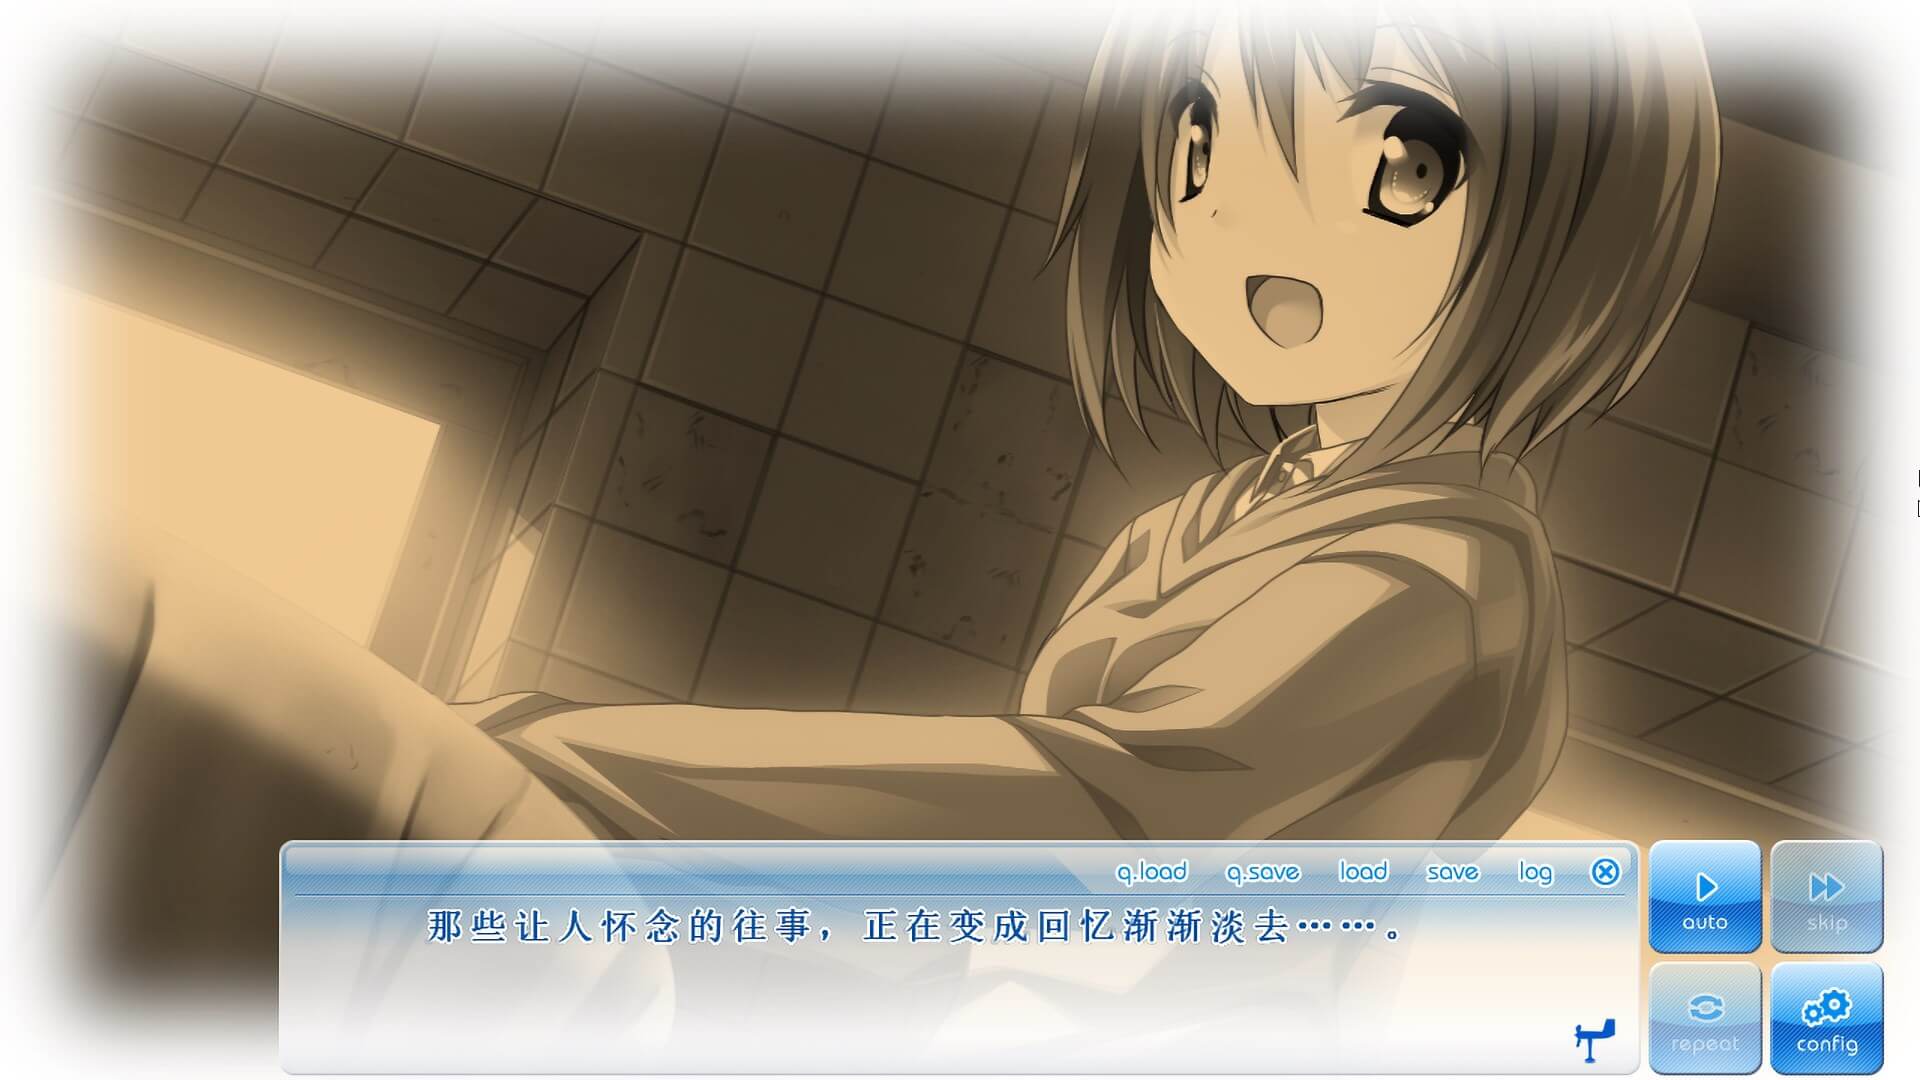 q.load q.save load save log
那些让人怀念的往事，正在变成回忆渐渐淡去……。
auto
skip
repeat
config